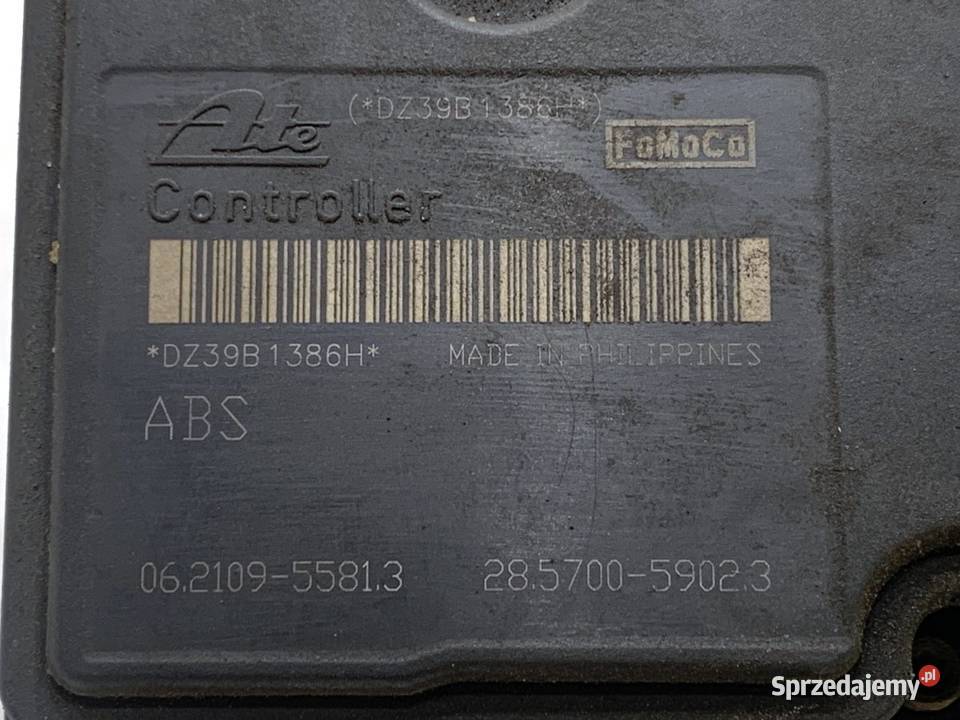 Ate (*DZ39B1386H*)
FoMoCo
Controller
*DZ39B1386H* MADE IN PHILIPPINES
ABS
06.2109-5581.3 28.5700-5902.3
Sprzedajemy.pl